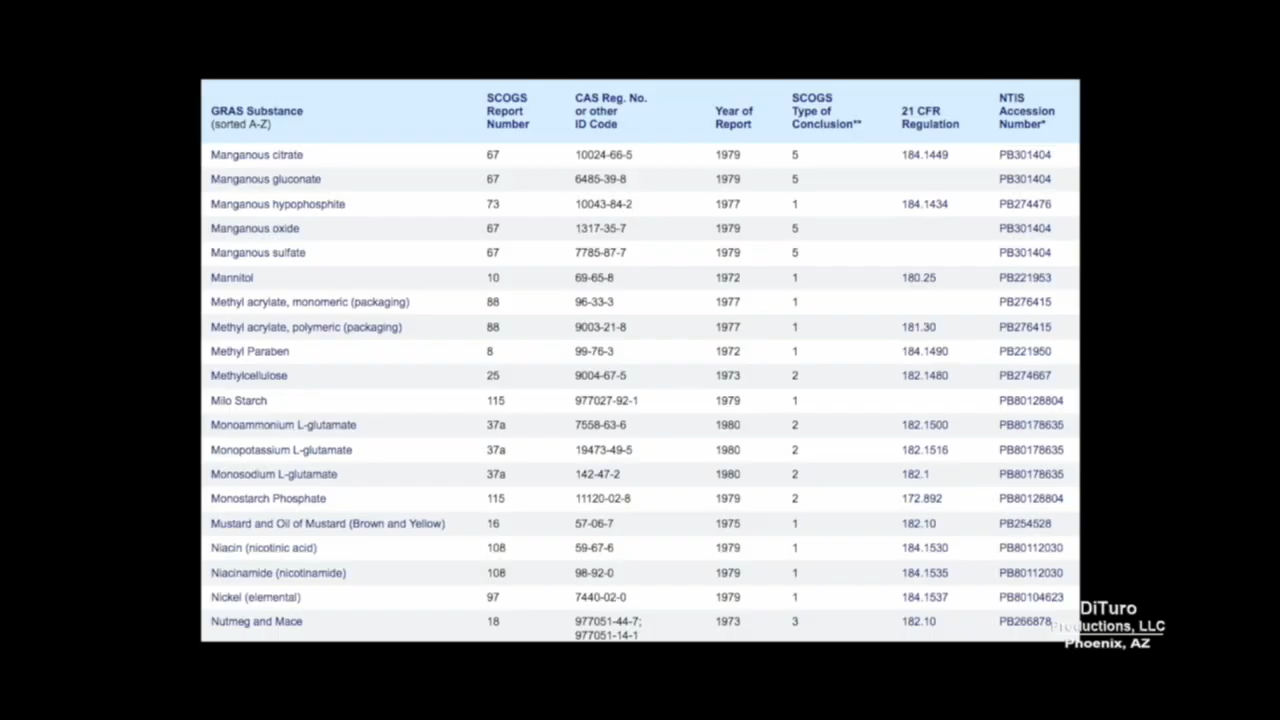 GRAS Substance (sorted A-Z) SCOGS Report Number CAS Reg. No. or other ID Code Year of Report SCOGS Type of Conclusion** 21 CFR Regulation NTIS Accession Number*
Manganous citrate 67 10024-66-5 1979 5 184.1449 PB301404
Manganous gluconate 67 6485-39-8 1979 5 PB301404
Manganous hypophosphite 73 10043-84-2 1977 1 184.1434 PB274476
Manganous oxide 67 1317-35-7 1979 5 PB301404
Manganous sulfate 67 7785-87-7 1979 5 PB301404
Mannitol 10 69-65-8 1972 1 180.25 PB221953
Methyl acrylate, monomeric (packaging) 88 96-33-3 1977 1 PB276415
Methyl acrylate, polymeric (packaging) 88 9003-21-8 1977 1 181.30 PB276415
Methyl Paraben 8 99-76-3 1972 1 184.1490 PB221950
Methylcellulose 25 9004-67-5 1973 2 182.1480 PB274667
Milo Starch 115 977027-92-1 1979 1 PB80128804
Monoammonium L-glutamate 37a 7558-63-6 1980 2 182.1500 PB80178635
Monopotassium L-glutamate 37a 19473-49-5 1980 2 182.1516 PB80178635
Monosodium L-glutamate 37a 142-47-2 1980 2 182.1 PB80178635
Monostarch Phosphate 115 11120-02-8 1979 2 172.892 PB80128804
Mustard and Oil of Mustard (Brown and Yellow) 16 57-06-7 1975 1 182.10 PB254528
Niacin (nicotinic acid) 108 59-67-6 1979 1 184.1530 PB80112030
Niacinamide (nicotinamide) 108 98-92-0 1979 1 184.1535 PB80112030
Nickel (elemental) 97 7440-02-0 1979 1 184.1537 PB80104623
Nutmeg and Mace 18 977051-44-7; 1973 3 182.10 PB266878
977051-14-1
DiTuro
Productions, LLC
Phoenix, AZ